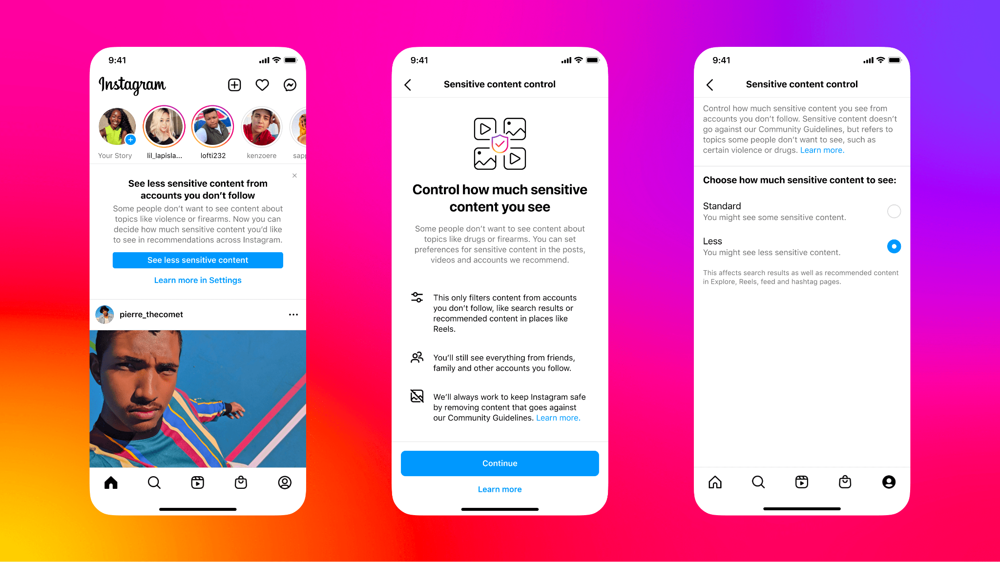 9:41
Instagram
Your Story
lil_lapisla...
lofti232
kenzoere
sapp
See less sensitive content from
accounts you don't follow
Some people don't want to see content about
topics like violence or firearms. Now you can
decide how much sensitive content you'd like
to see in recommendations across Instagram.
See less sensitive content
Learn more in Settings
pierre_thecomet
9:41
Sensitive content control
Control how much sensitive
content you see
Some people don't want to see content about
topics like drugs or firearms. You can set
preferences for sensitive content in the posts,
videos and accounts we recommend.
This only filters content from accounts
you don't follow, like search results or
recommended content in places like
Reels.
You'll still see everything from friends,
family and other accounts you follow.
We'll always work to keep Instagram safe
by removing content that goes against
our Community Guidelines. Learn more.
Continue
Learn more
9:41
Sensitive content control
Control how much sensitive content you see from
accounts you don't follow. Sensitive content doesn't
go against our Community Guidelines, but refers to
topics some people don't want to see, such as
certain violence or drugs. Learn more.
Choose how much sensitive content to see:
Standard
You might see some sensitive content.
Less
You might see less sensitive content.
This affects search results as well as recommended content
in Explore, Reels, feed and hashtag pages.